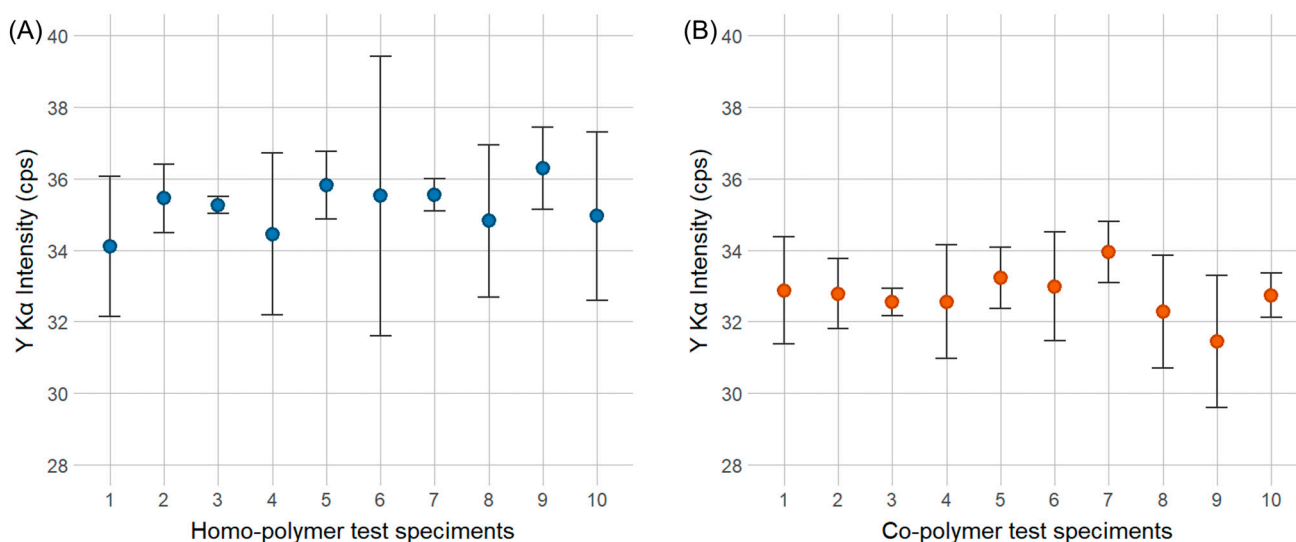 (A)
40
38
36
34
32
30
28
Y Kα Intensity (cps)
1 2 3 4 5 6 7 8 9 10
Homo-polymer test speciments
(B)
40
38
36
34
32
30
28
Y Kα Intensity (cps)
1 2 3 4 5 6 7 8 9 10
Co-polymer test speciments